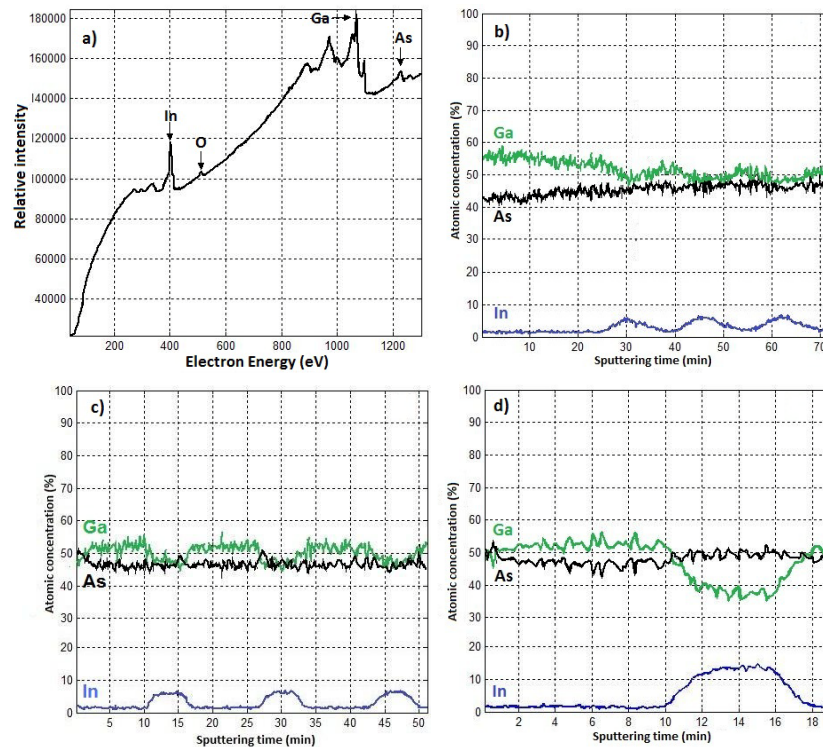 a)
Ga
As
In
O
180000
160000
140000
120000
100000
80000
60000
40000
Relative intensity
200 400 600 800 1000 1200
Electron Energy (eV)
b)
100
90
80
70
60
50
40
30
20
10
0
Atomic concentration (%)
Ga
As
In
10 20 30 40 50 60 70
Sputtering time (min)
c)
100
90
80
70
60
50
40
30
20
10
0
Atomic concentration (%)
Ga
As
In
5 10 15 20 25 30 35 40 45 50
Sputtering time (min)
d)
100
90
80
70
60
50
40
30
20
10
0
Atomic concentration (%)
Ga
As
In
2 4 6 8 10 12 14 16 18
Sputtering time (min)